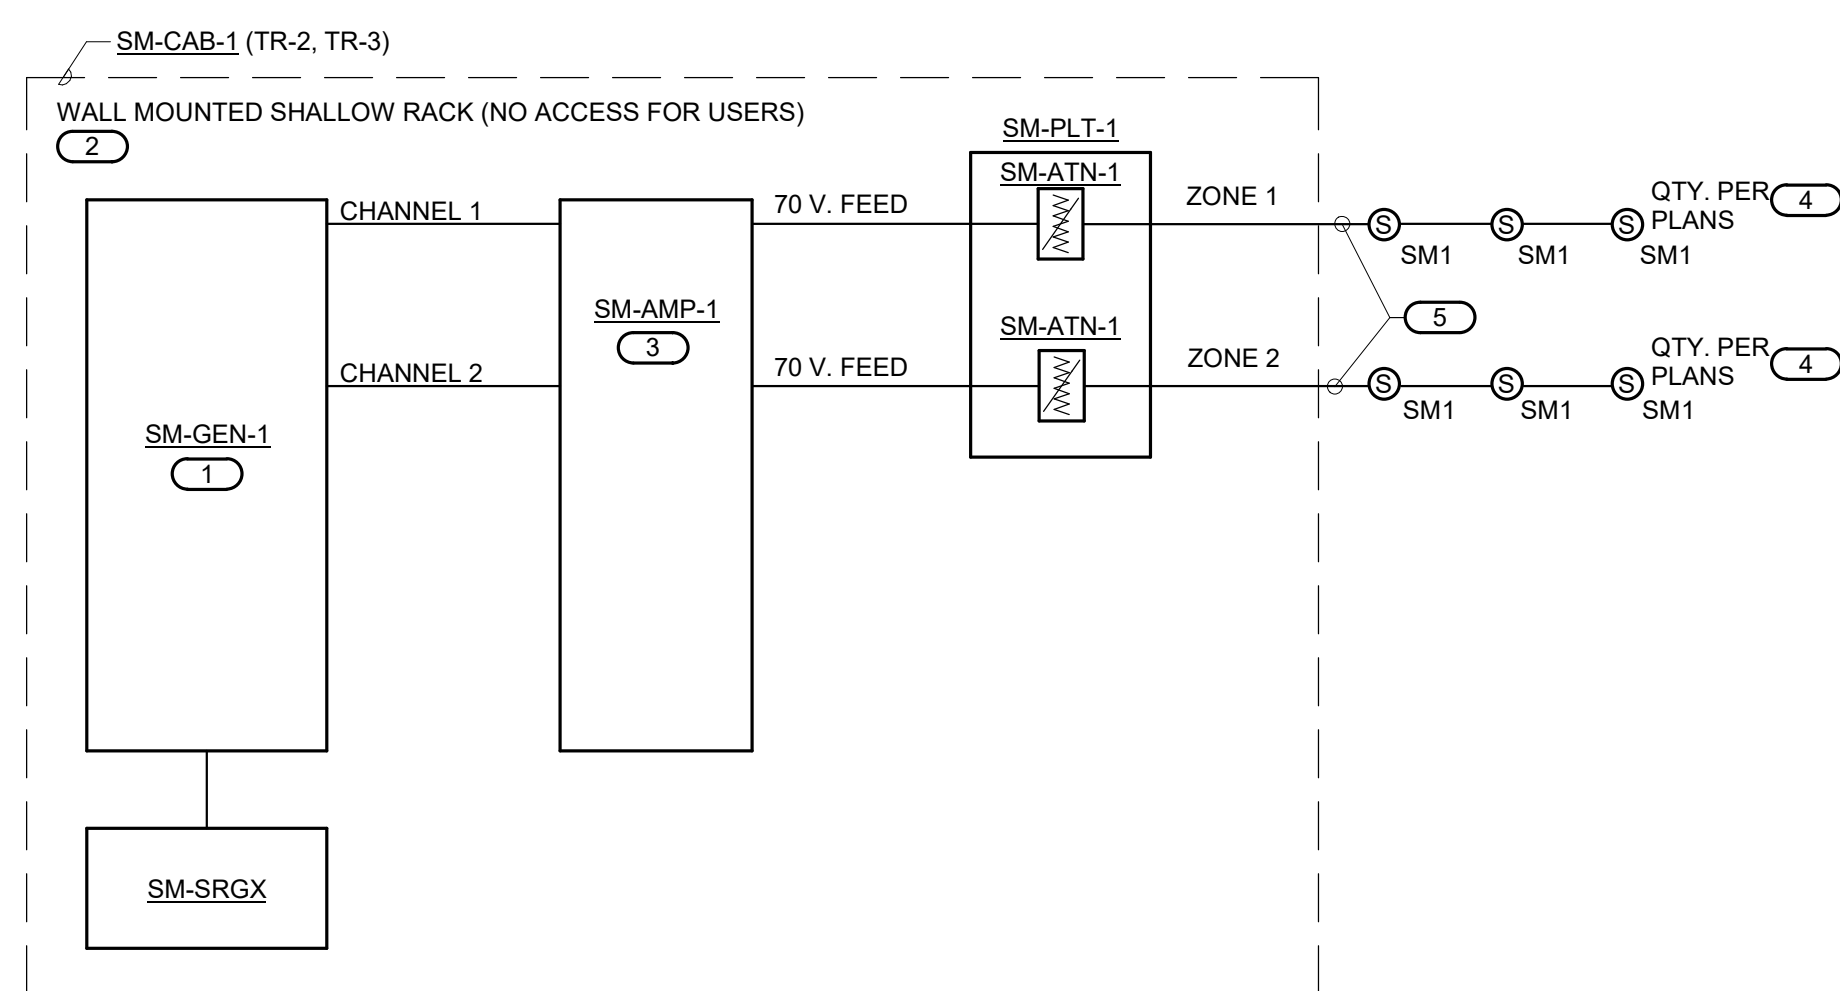 SM-CAB-1 (TR-2, TR-3)
WALL MOUNTED SHALLOW RACK (NO ACCESS FOR USERS)
2
SM-PLT-1
SM-ATN-1
CHANNEL 1
70 V. FEED
ZONE 1
S
S
S
SM1
SM1
SM1
QTY. PER
PLANS
4
SM-AMP-1
3
SM-ATN-1
5
CHANNEL 2
70 V. FEED
ZONE 2
S
S
S
SM1
SM1
SM1
QTY. PER
PLANS
4
SM-GEN-1
1
SM-SRGX